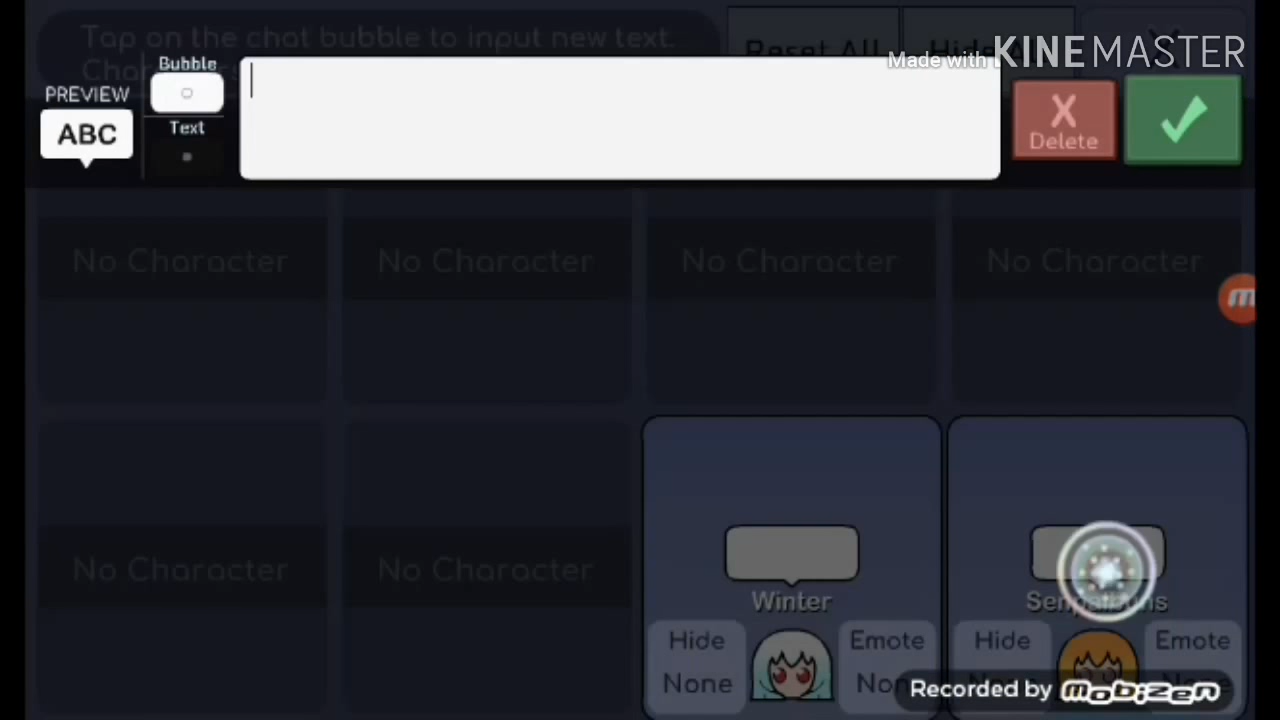 Tap on the chat bubble to input new text.
Reset All
Made with KINEMASTER
Bubble
PREVIEW
ABC
Text
X
Delete
No Character
No Character
No Character
No Character
No Character
No Character
Winter
Hide
Emote
Hide
Emote
None
None
Recorded by mobizen